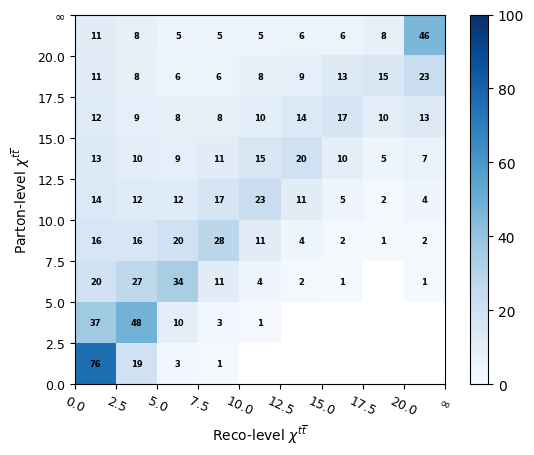 ∞
11 8 5 5 5 6 6 8 46
20.0
11 8 6 6 8 9 13 15 23
17.5
12 9 8 8 10 14 17 10 13
15.0
13 10 9 11 15 20 10 5 7
12.5
14 12 12 17 23 11 5 2 4
10.0
16 16 20 28 11 4 2 1 2
7.5
20 27 34 11 4 2 1 1
5.0
37 48 10 3 1
2.5
76 19 3 1
0.0
0.0 2.5 5.0 7.5 10.0 12.5 15.0 17.5 20.0 ∞
Reco-level χ^{tt̅}
Parton-level χ^{tt̅}
100
80
60
40
20
0